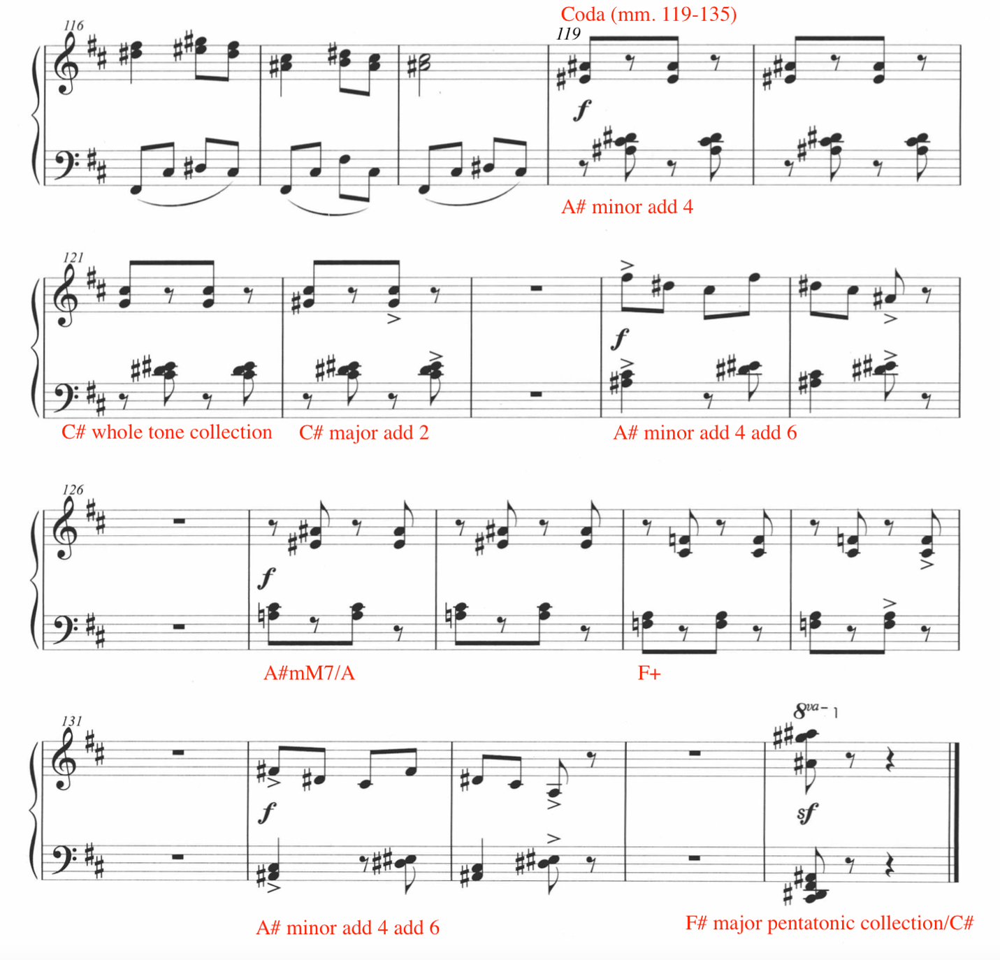 Coda (mm. 119-135)
116
119
f
A# minor add 4
121
f
C# whole tone collection C# major add 2 A# minor add 4 add 6
126
f
A#mM7/A F+
8va
131
f sf
A# minor add 4 add 6 F# major pentatonic collection/C#